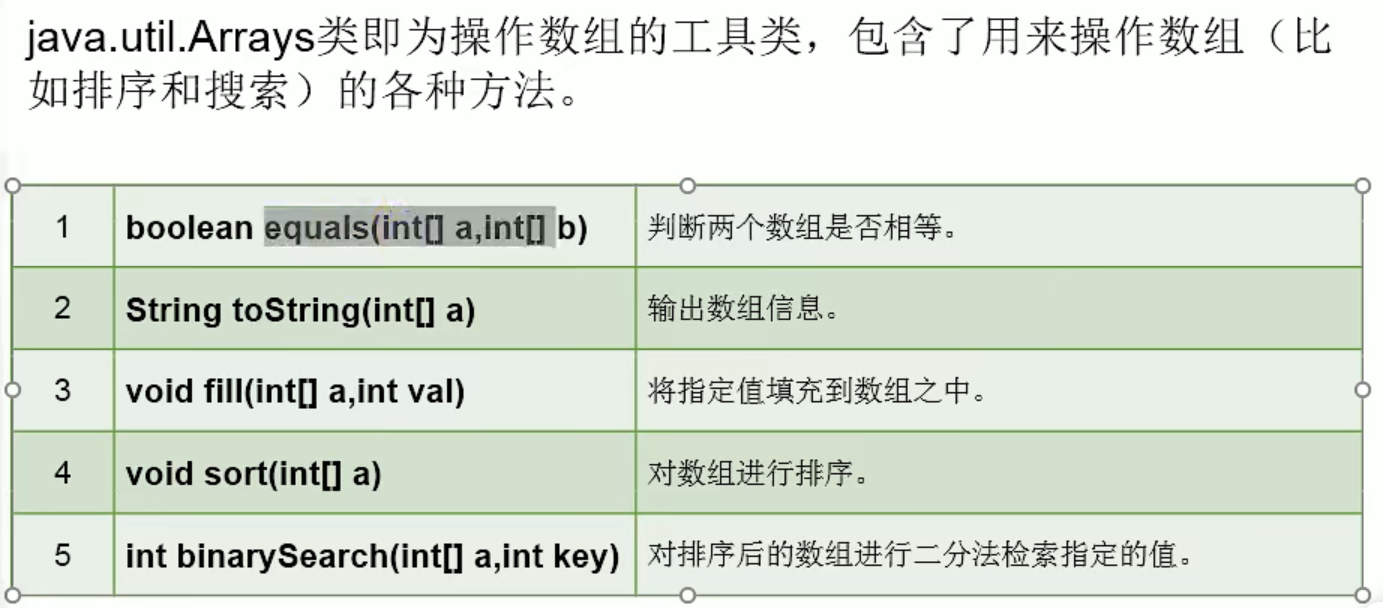 java.util.Arrays类即为操作数组的工具类，包含了用来操作数组（比
如排序和搜索）的各种方法。
1 boolean equals(int[] a,int[] b) 判断两个数组是否相等。
2 String toString(int[] a) 输出数组信息。
3 void fill(int[] a,int val) 将指定值填充到数组之中。
4 void sort(int[] a) 对数组进行排序。
5 int binarySearch(int[] a,int key) 对排序后的数组进行二分法检索指定的值。